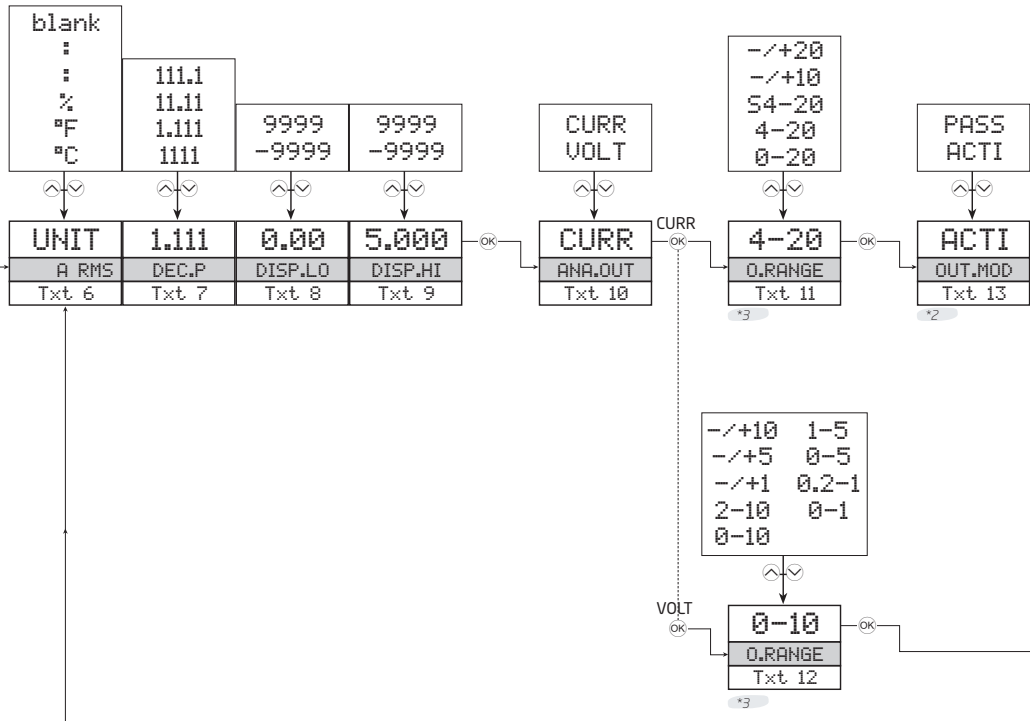 blank
:
:
%
°F
°C
111.1
11.11
1.111
1111
9999
-9999
9999
-9999
CURR
VOLT
-/+20
-/+10
S4-20
4-20
0-20
PASS
ACTI
UNIT
A RMS
Txt 6
1.111
DEC.P
Txt 7
0.00
DISP.LO
Txt 8
5.000
DISP.HI
Txt 9
OK
CURR
ANA.OUT
Txt 10
CURR
OK
4-20
O.RANGE
Txt 11
*3
OK
ACTI
OUT.MOD
Txt 13
*2
-/+10 1-5
-/+5 0-5
-/+1 0.2-1
2-10 0-1
0-10
VOLT
OK
0-10
O.RANGE
Txt 12
*3
OK